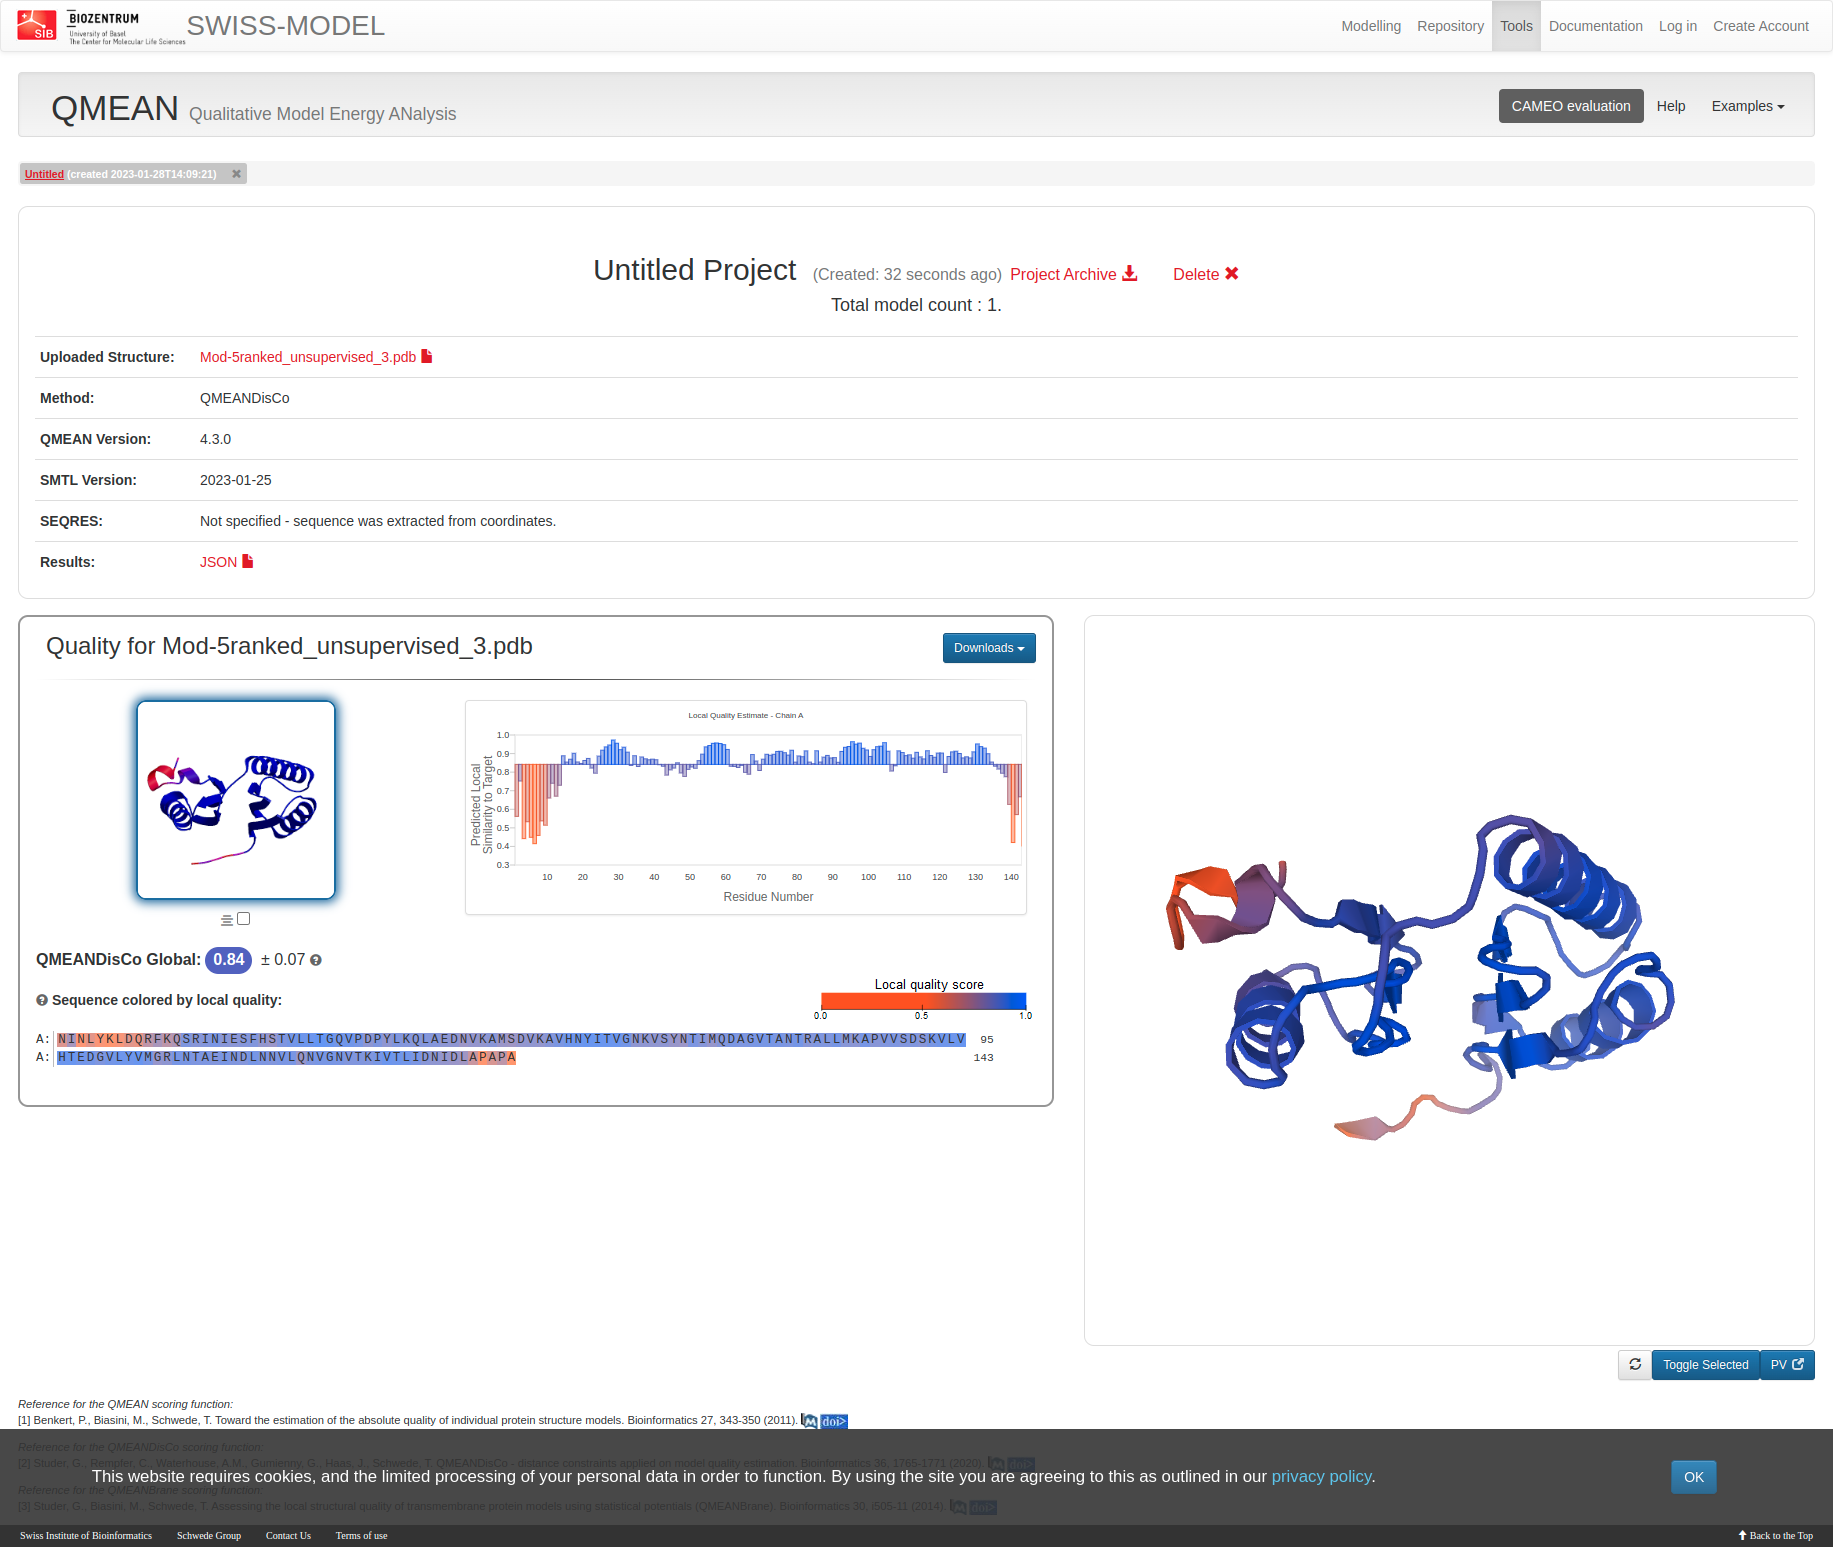 SIB
BIOZENTRUM
University of Basel
The Center for Molecular Life Sciences
SWISS-MODEL
Modelling Repository Tools Documentation Log in Create Account
QMEAN Qualitative Model Energy ANalysis
CAMEO evaluation Help Examples
Untitled (created 2023-01-28T14:09:21)
Untitled Project (Created: 32 seconds ago) Project Archive Delete
Total model count : 1.
Uploaded Structure: Mod-5ranked_unsupervised_3.pdb
Method: QMEANDisCo
QMEAN Version: 4.3.0
SMTL Version: 2023-01-25
SEQRES: Not specified - sequence was extracted from coordinates.
Results: JSON
Quality for Mod-5ranked_unsupervised_3.pdb
Downloads
Local Quality Estimate - Chain A
Predicted Local
Similarity to Target
1.0
0.9
0.8
0.7
0.6
0.5
0.4
0.3
10 20 30 40 50 60 70 80 90 100 110 120 130 140
Residue Number
QMEANDisCo Global: 0.84 ± 0.07
Sequence colored by local quality:
Local quality score
0.0 0.5 1.0
A: NINLYKLDQRFKQSRINIESFHSTVLLTGQVPDPYLKQLAEDNVKAMSDVKAVHNYITVGNKVSYNTIMQDAGVTANTRALLMKAPVVSDSKVLV 95
A: HTEDGVLYVMGRLNTAEINDLNNVLQNVGNVTKIVTLIDNIDLAPAPA 143
Toggle Selected PV
Reference for the QMEAN scoring function:
[1] Benkert, P., Biasini, M., Schwede, T. Toward the estimation of the absolute quality of individual protein structure models. Bioinformatics 27, 343-350 (2011). doi>
Reference for the QMEANDisCo scoring function:
[2] Studer, G., Rempfer, C., Waterhouse, A.M., Gumienny, G., Haas, J., Schwede, T. QMEANDisCo - distance constraints applied on model quality estimation. Bioinformatics 36, 1765-1771 (2020). doi>
This website requires cookies, and the limited processing of your personal data in order to function. By using the site you are agreeing to this as outlined in our privacy policy.
OK
Reference for the QMEANBrane scoring function:
[3] Studer, G., Biasini, M., Schwede, T. Assessing the local structural quality of transmembrane protein models using statistical potentials (QMEANBrane). Bioinformatics 30, i505-11 (2014). doi>
Swiss Institute of Bioinformatics Schwede Group Contact Us Terms of use
Back to the Top